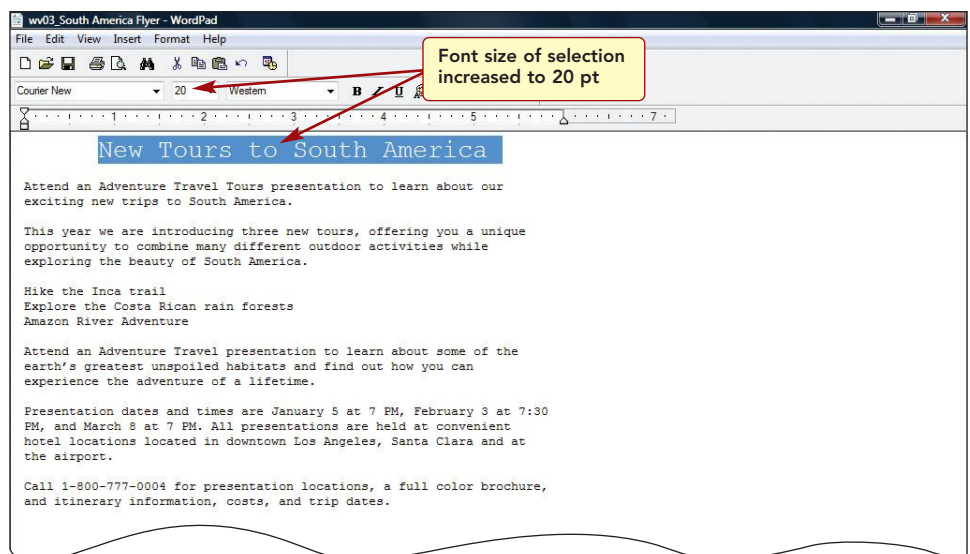 wv03_South America Flyer - WordPad
File Edit View Insert Format Help
Font size of selection
increased to 20 pt
Courier New 20 Western B I U
1 2 3 4 5 7
New Tours to South America
Attend an Adventure Travel Tours presentation to learn about our
exciting new trips to South America.
This year we are introducing three new tours, offering you a unique
opportunity to combine many different outdoor activities while
exploring the beauty of South America.
Hike the Inca trail
Explore the Costa Rican rain forests
Amazon River Adventure
Attend an Adventure Travel presentation to learn about some of the
earth's greatest unspoiled habitats and find out how you can
experience the adventure of a lifetime.
Presentation dates and times are January 5 at 7 PM, February 3 at 7:30
PM, and March 8 at 7 PM. All presentations are held at convenient
hotel locations located in downtown Los Angeles, Santa Clara and at
the airport.
Call 1-800-777-0004 for presentation locations, a full color brochure,
and itinerary information, costs, and trip dates.